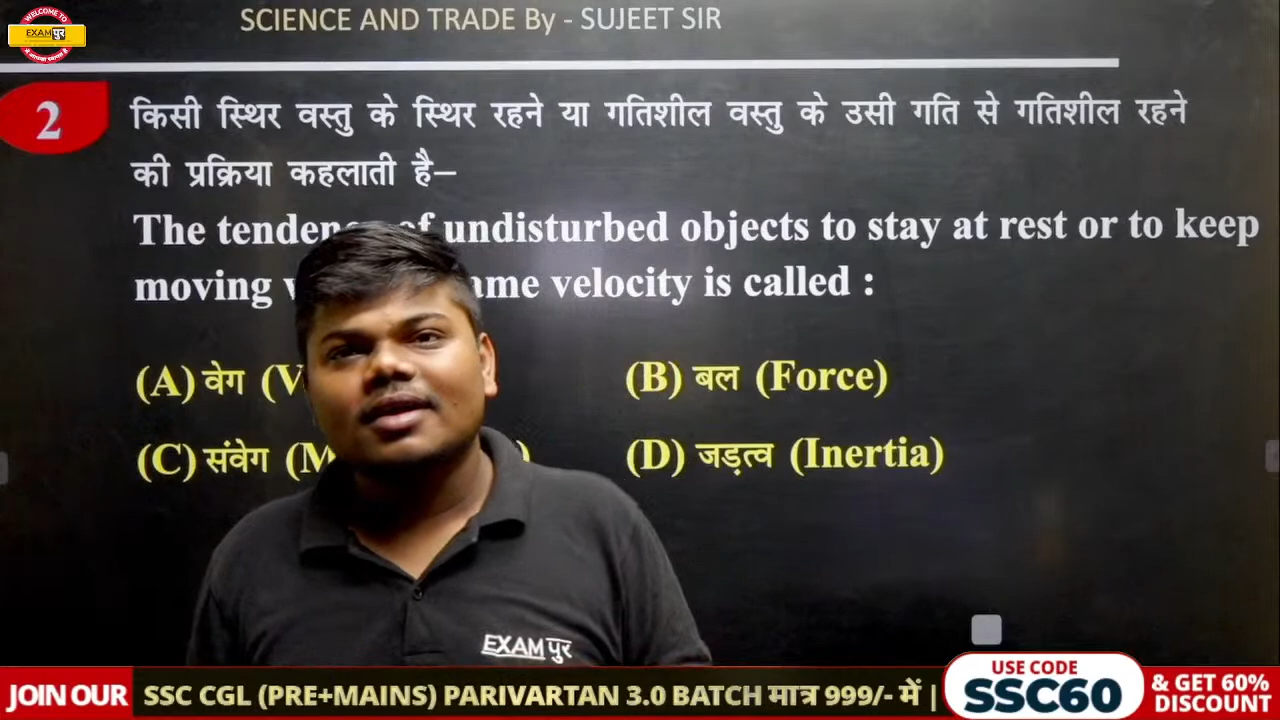 SCIENCE AND TRADE By - SUJEET SIR
WELCOME TO
EXAMपुर
2
किसी स्थिर वस्तु के स्थिर रहने या गतिशील वस्तु के उसी गति से गतिशील रहने
की प्रक्रिया कहलाती है–
The of undisturbed objects to stay at rest or to keep
moving velocity is called :
(A) वेग
(B) बल (Force)
(C) संवेग
(D) जड़त्व (Inertia)
EXAMपुर
JOIN OUR
SSC CGL (PRE+MAINS) PARIVARTAN 3.0 BATCH मात्र 999/- में |
USE CODE
SSC60
& GET 60%
DISCOUNT